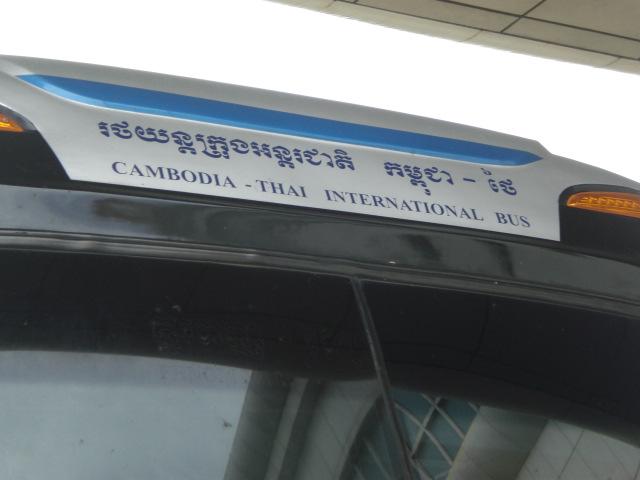 រថយន្តក្រុងអន្តរជាតិ កម្ពុជា - ថៃ
CAMBODIA - THAI INTERNATIONAL BUS